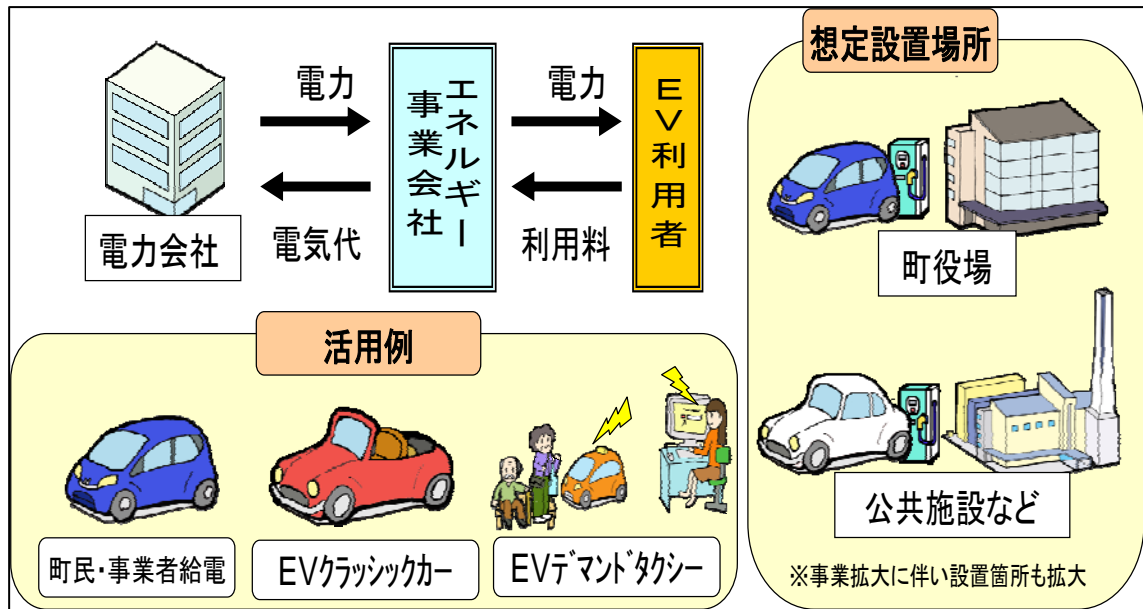 電力
電気代
電力会社
エネルギー
事業会社
電力
利用料
EV利用者
想定設置場所
町役場
公共施設など
※事業拡大に伴い設置箇所も拡大
活用例
町民・事業者給電
EVクラッシックカー
EVデマンドタクシー